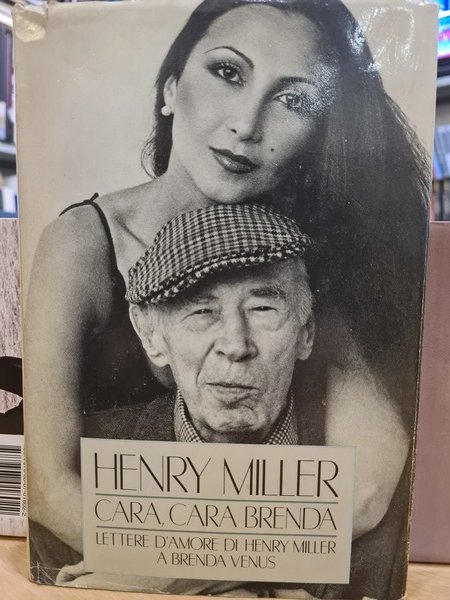 HENRY MILLER
CARA, CARA BRENDA
LETTERE D'AMORE DI HENRY MILLER
A BRENDA VENUS